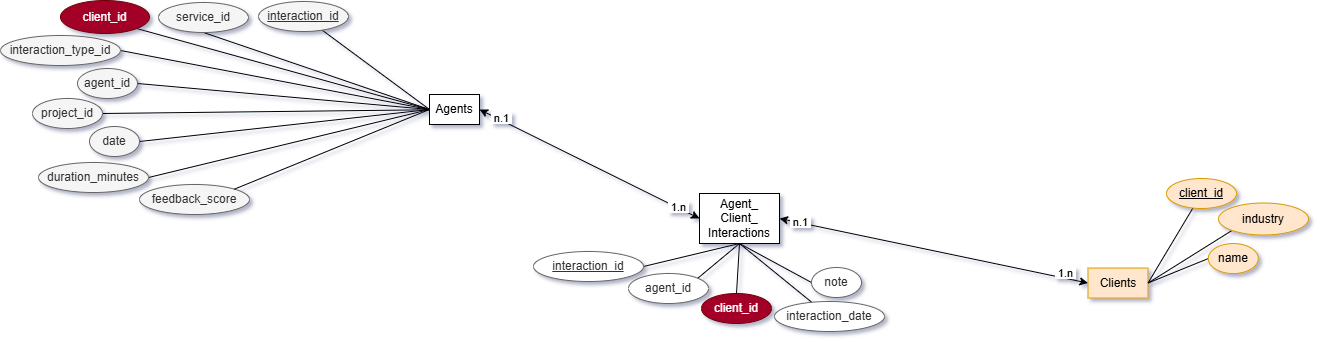 client_id
service_id
interaction_id
interaction_type_id
agent_id
project_id
date
duration_minutes
feedback_score
Agents
n.1
1.n
Agent_
Client_
Interactions
n.1
1.n
interaction_id
agent_id
client_id
interaction_date
note
Clients
client_id
industry
name